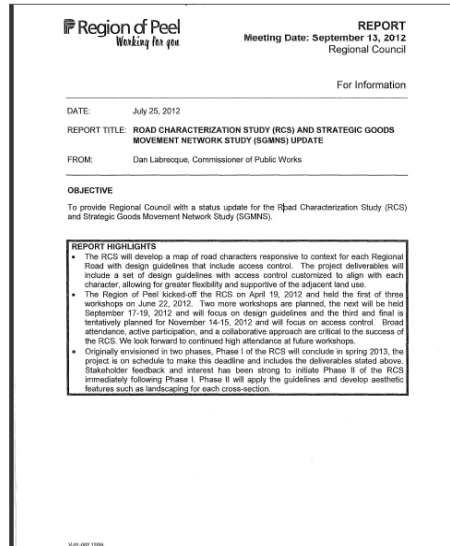 Region of Peel
Working for you
REPORT
Meeting Date: September 13, 2012
Regional Council
For Information
DATE: July 25, 2012
REPORT TITLE: ROAD CHARACTERIZATION STUDY (RCS) AND STRATEGIC GOODS
MOVEMENT NETWORK STUDY (SGMNS) UPDATE
FROM: Dan Labrecque, Commissioner of Public Works
OBJECTIVE
To provide Regional Council with a status update for the Road Characterization Study (RCS)
and Strategic Goods Movement Network Study (SGMNS).
REPORT HIGHLIGHTS
• The RCS will develop a map of road characters responsive to context for each Regional
Road with design guidelines that include access control. The project deliverables will
include a set of design guidelines with access control customized to align with each
character, allowing for greater flexibility and supportive of the adjacent land use.
• The Region of Peel kicked-off the RCS on April 19, 2012 and held the first of three
workshops on June 22, 2012. Two more workshops are planned, the next will be held
September 17-19, 2012 and will focus on design guidelines and the third and final is
tentatively planned for November 14-15, 2012 and will focus on access control. Broad
attendance, active participation, and a collaborative approach are critical to the success of
the RCS. We look forward to continued high attendance at future workshops.
• Originally envisioned in two phases, Phase I of the RCS will conclude in spring 2013, the
project is on schedule to make this deadline and includes the deliverables stated above.
Stakeholder feedback and interest has been strong to initiate Phase II of the RCS
immediately following Phase I. Phase II will apply the guidelines and develop aesthetic
features such as landscaping for each cross-section.